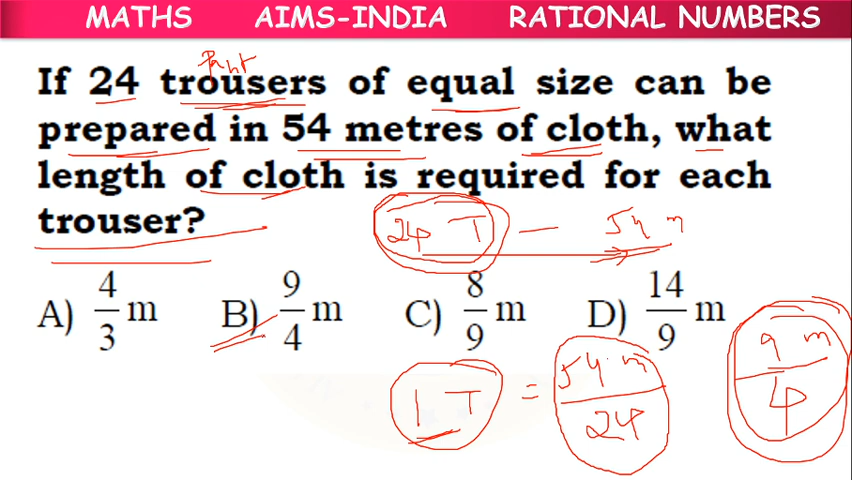 MATHS AIMS-INDIA RATIONAL NUMBERS
Pant
If 24 trousers of equal size can be
prepared in 54 metres of cloth, what
length of cloth is required for each
trouser?
24 T — 54 m
A) 4/3 m B) 9/4 m C) 8/9 m D) 14/9 m
1 T = 54 m/24 9 m/4